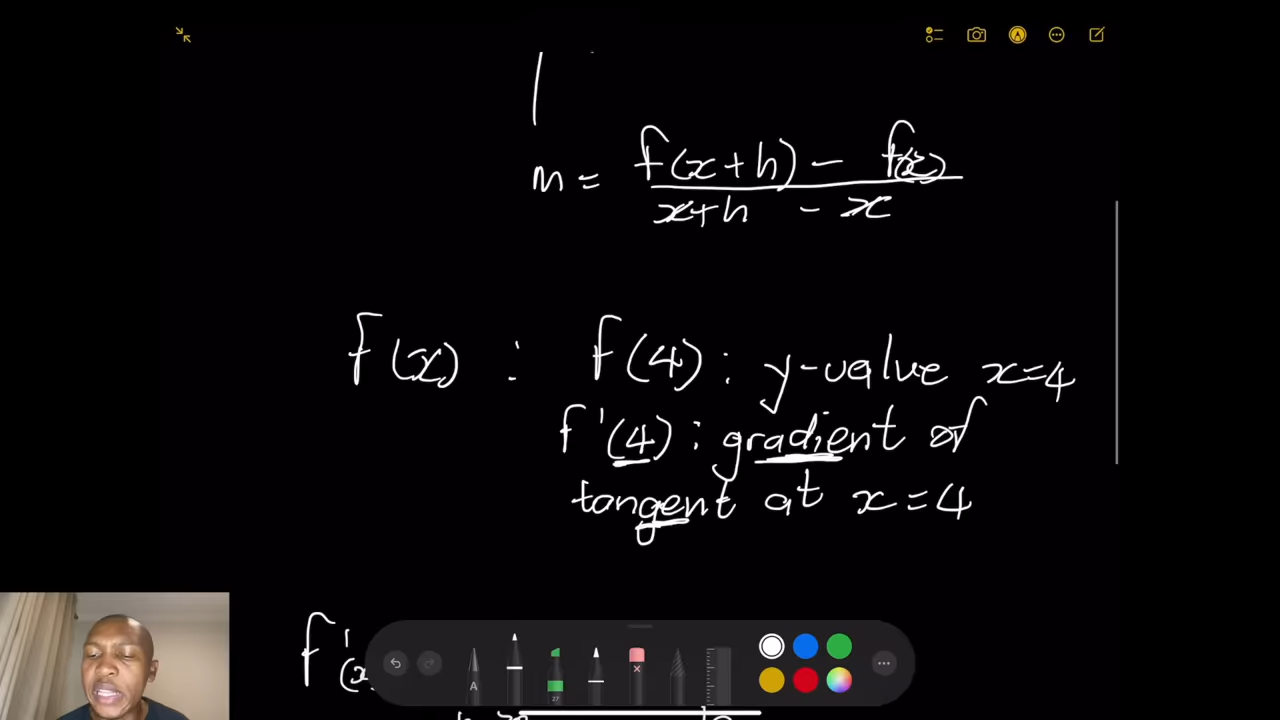 m = f(x+h) - f(x)
x+h - x
f(x) : f(4) : y-value x=4
f'(4) : gradient of
tangent at x=4
f'(x